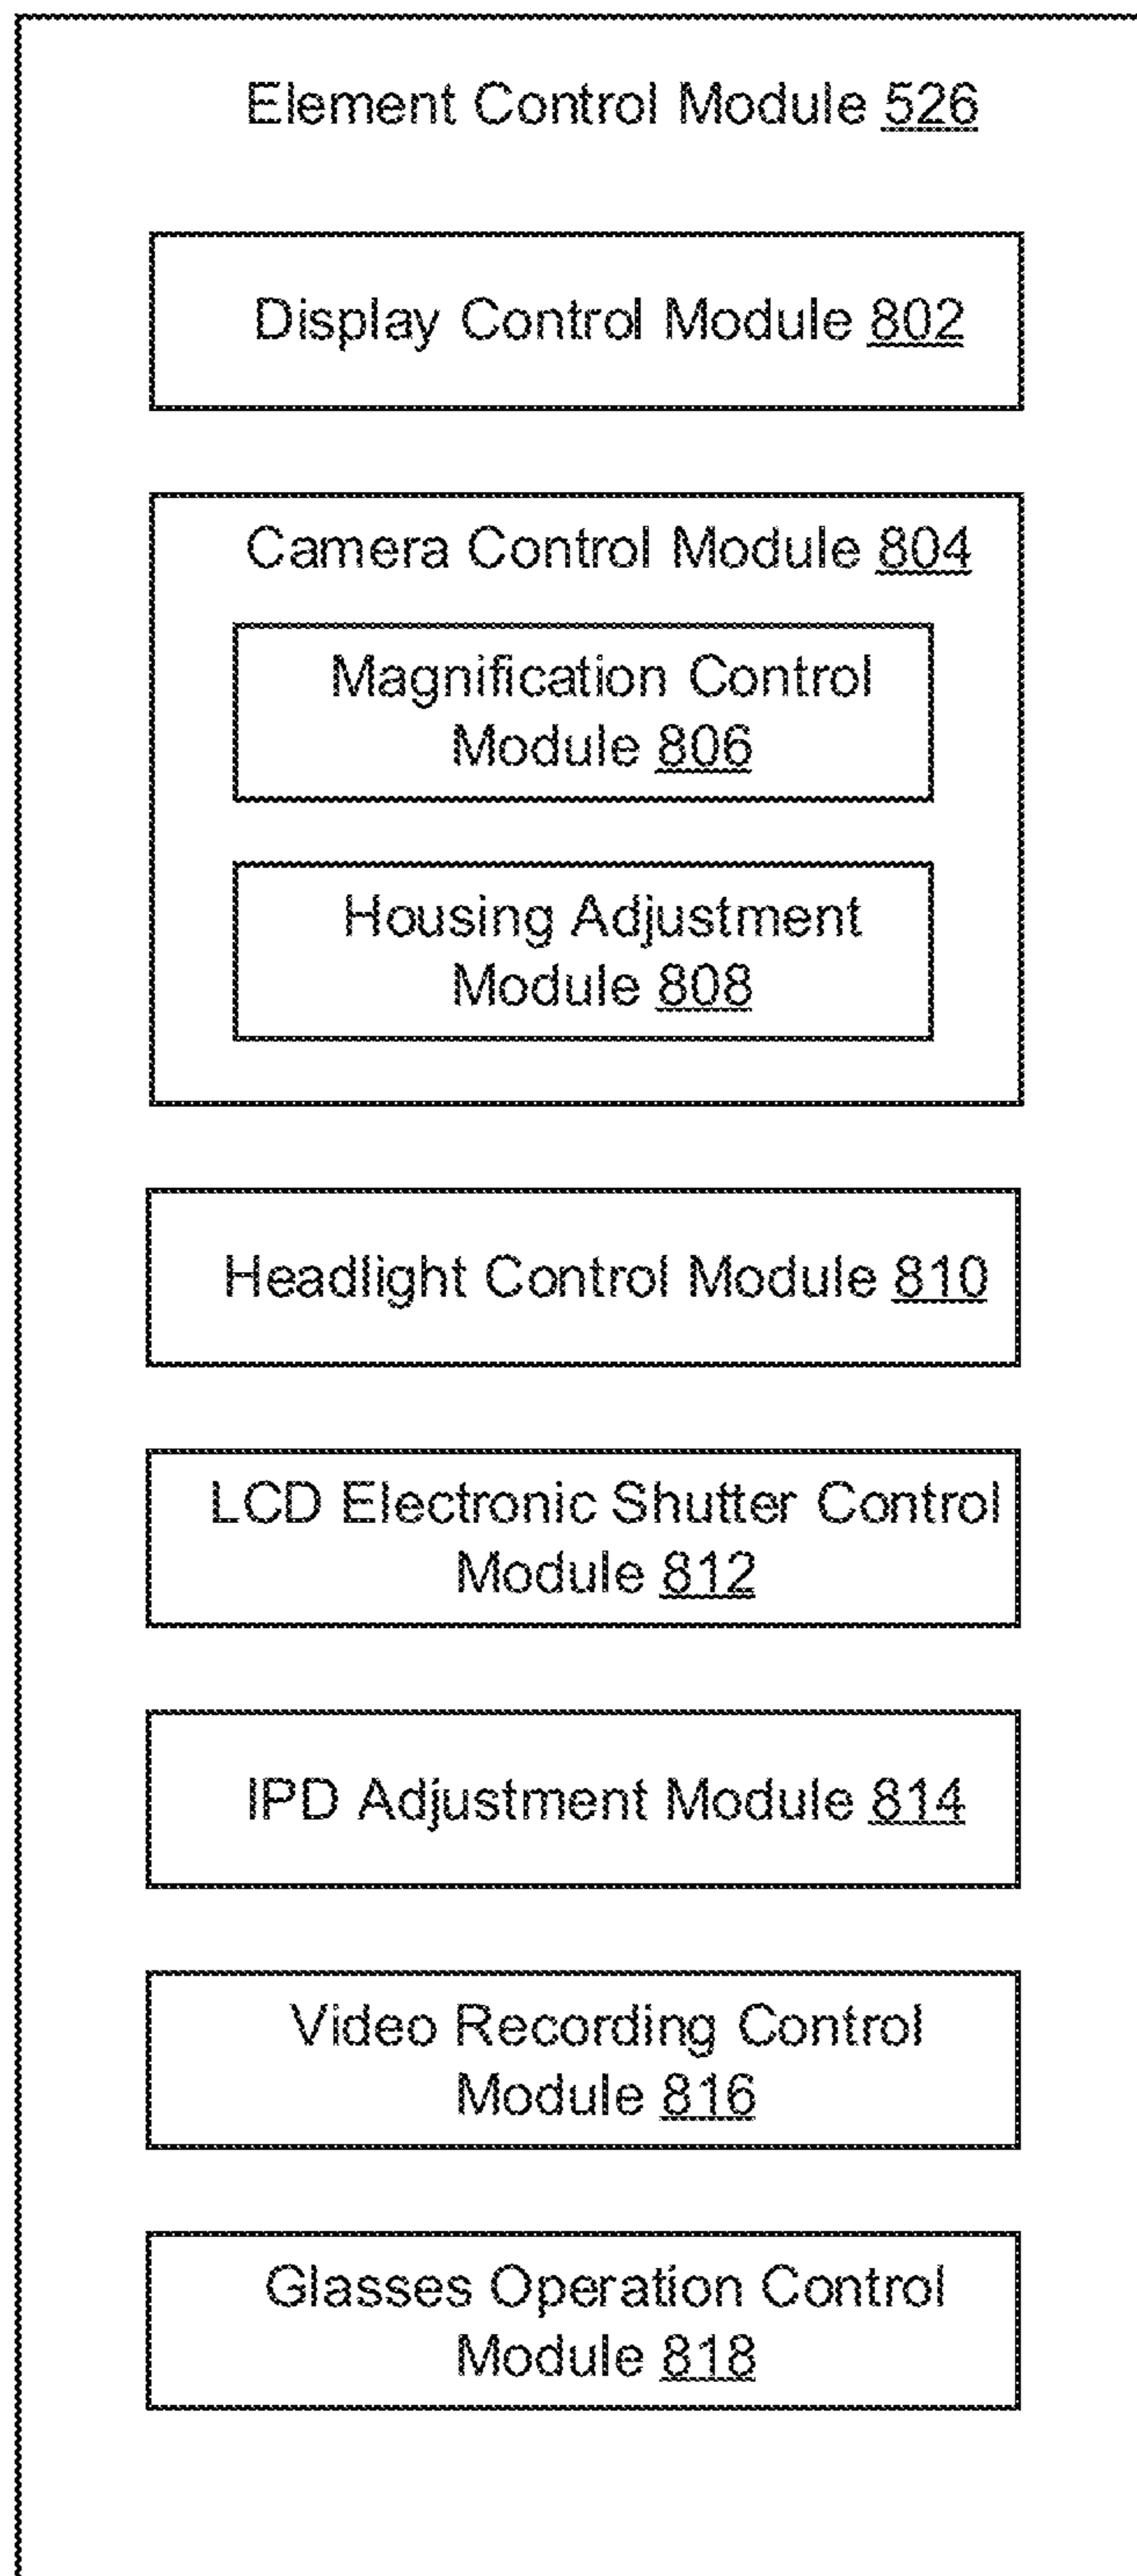 Element Control Module 526
Display Control Module 802
Camera Control Module 804
Magnification Control
Module 806
Housing Adjustment
Module 808
Headlight Control Module 810
LCD Electronic Shutter Control
Module 812
IPD Adjustment Module 814
Video Recording Control
Module 816
Glasses Operation Control
Module 818